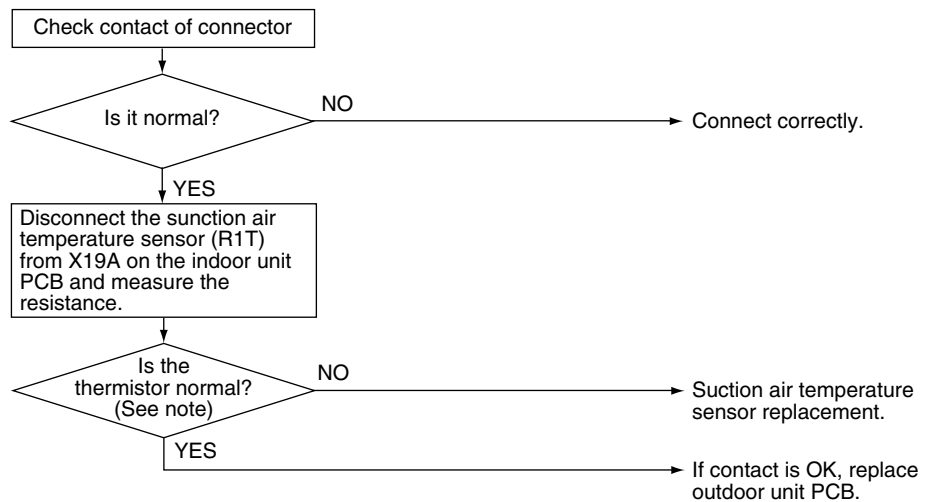 Check contact of connector
Is it normal?
NO
Connect correctly.
YES
Disconnect the sunction air
temperature sensor (R1T)
from X19A on the indoor unit
PCB and measure the
resistance.
Is the
thermistor normal?
(See note)
NO
Suction air temperature
sensor replacement.
YES
If contact is OK, replace
outdoor unit PCB.